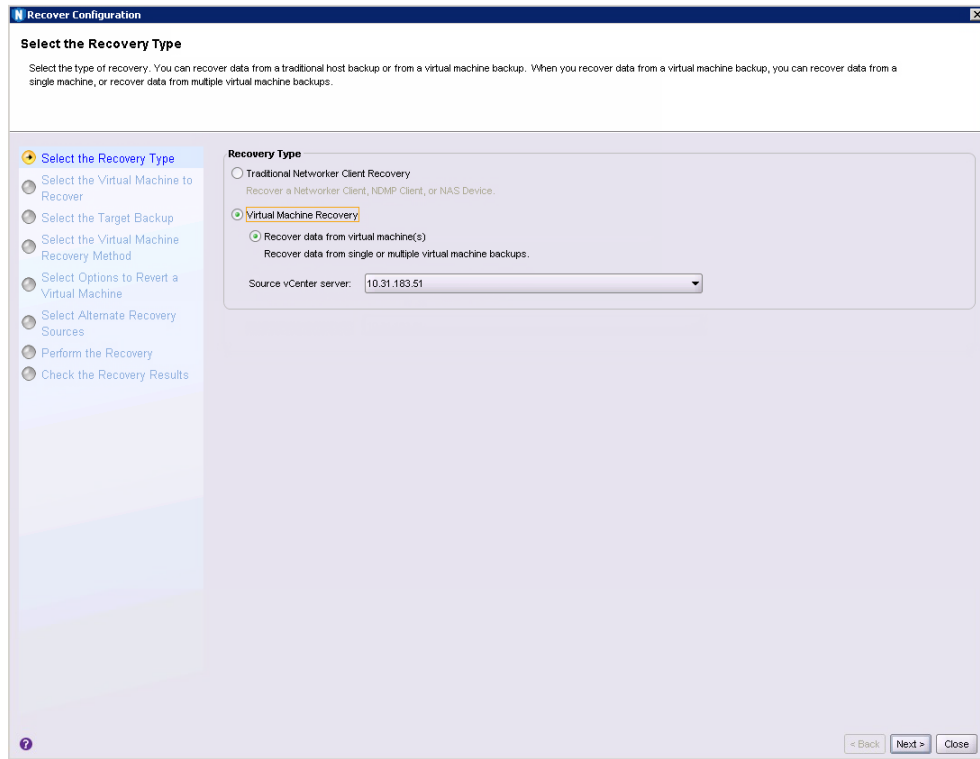 N Recover Configuration
Select the Recovery Type
Select the type of recovery. You can recover data from a traditional host backup or from a virtual machine backup. When you recover data from a virtual machine backup, you can recover data from a
single machine, or recover data from multiple virtual machine backups.
Select the Recovery Type
Select the Virtual Machine to
Recover
Select the Target Backup
Select the Virtual Machine
Recovery Method
Select Options to Revert a
Virtual Machine
Select Alternate Recovery
Sources
Perform the Recovery
Check the Recovery Results
Recovery Type
Traditional Networker Client Recovery
Recover a Networker Client, NDMP Client, or NAS Device.
Virtual Machine Recovery
Recover data from virtual machine(s)
Recover data from single or multiple virtual machine backups.
Source vCenter server: 10.31.183.51
?
< Back Next > Close